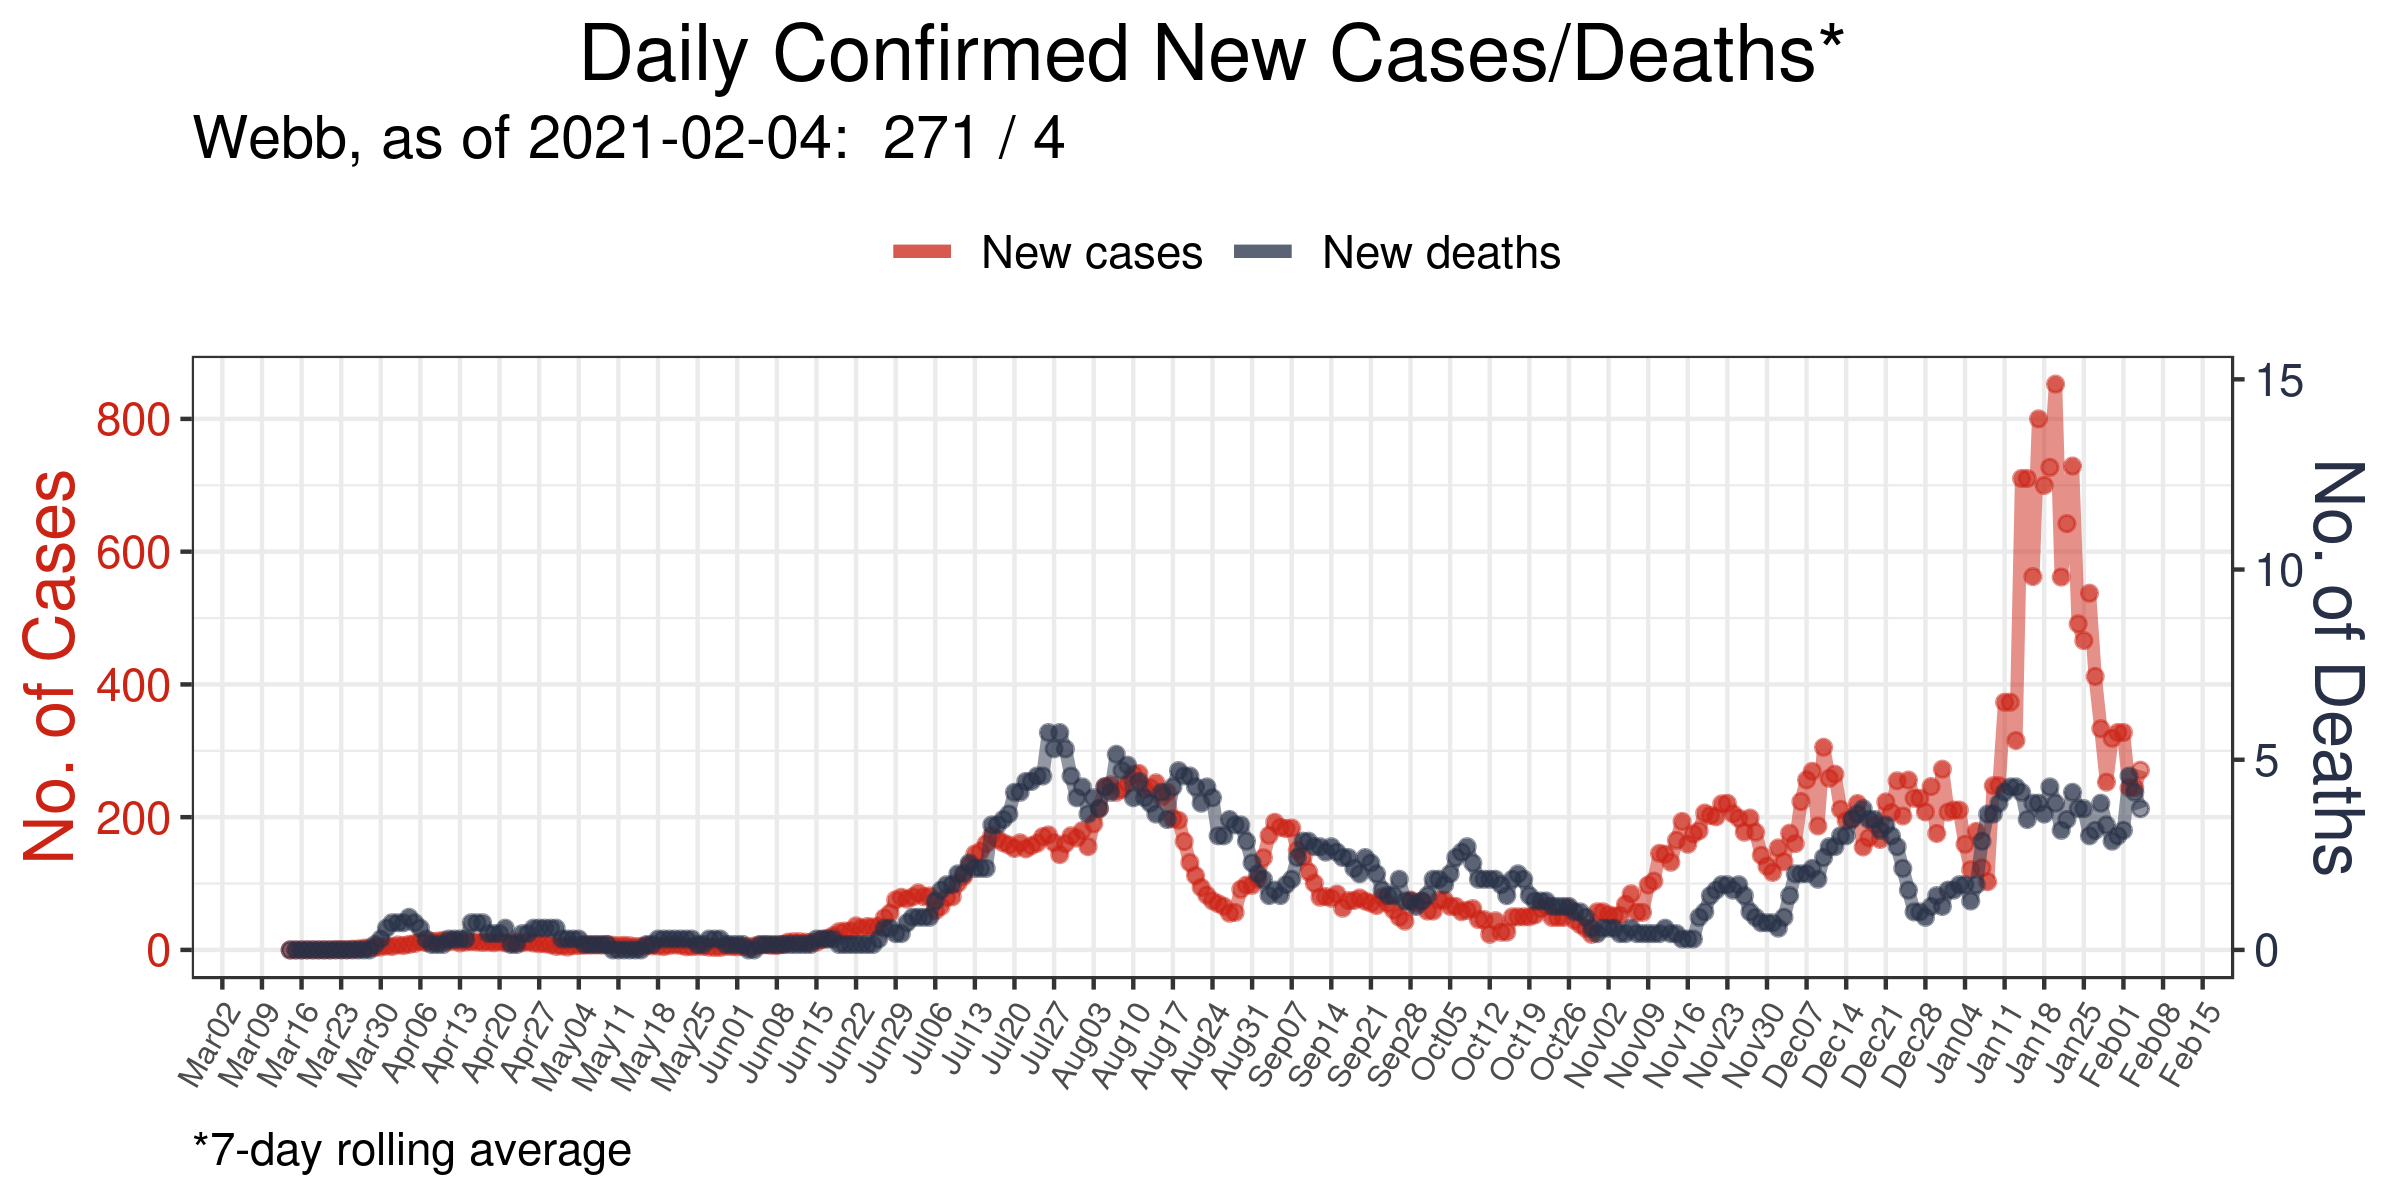 Daily Confirmed New Cases/Deaths*
Webb, as of 2021-02-04:  271 / 4
New cases New deaths
No. of Cases
800
600
400
200
0
15
10
5
0
No. of Deaths
Mar02 Mar09 Mar16 Mar23 Mar30 Apr06 Apr13 Apr20 Apr27 May04 May11 May18 May25 Jun01 Jun08 Jun15 Jun22 Jun29 Jul06 Jul13 Jul20 Jul27 Aug03 Aug10 Aug17 Aug24 Aug31 Sep07 Sep14 Sep21 Sep28 Oct05 Oct12 Oct19 Oct26 Nov02 Nov09 Nov16 Nov23 Nov30 Dec07 Dec14 Dec21 Dec28 Jan04 Jan11 Jan18 Jan25 Feb01 Feb08 Feb15
*7-day rolling average